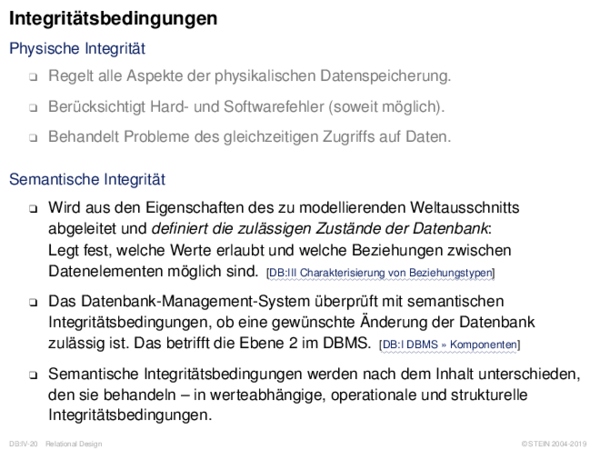 Integritätsbedingungen
Physische Integrität
❑ Regelt alle Aspekte der physikalischen Datenspeicherung.
❑ Berücksichtigt Hard- und Softwarefehler (soweit möglich).
❑ Behandelt Probleme des gleichzeitigen Zugriffs auf Daten.
Semantische Integrität
❑ Wird aus den Eigenschaften des zu modellierenden Weltausschnitts
abgeleitet und definiert die zulässigen Zustände der Datenbank:
Legt fest, welche Werte erlaubt und welche Beziehungen zwischen
Datenelementen möglich sind. [DB:III Charakterisierung von Beziehungstypen]
❑ Das Datenbank-Management-System überprüft mit semantischen
Integritätsbedingungen, ob eine gewünschte Änderung der Datenbank
zulässig ist. Das betrifft die Ebene 2 im DBMS. [DB:I DBMS » Komponenten]
❑ Semantische Integritätsbedingungen werden nach dem Inhalt unterschieden,
den sie behandeln – in werteabhängige, operationale und strukturelle
Integritätsbedingungen.
DB:IV-20 Relational Design © STEIN 2004-2019